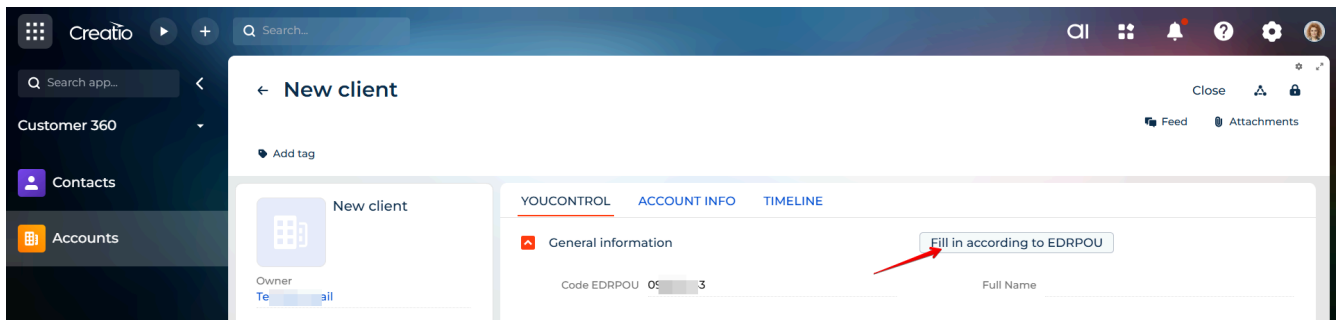 Creatio
Search...
ai
Search app...
Customer 360
Contacts
Accounts
New client
Close
Feed
Attachments
Add tag
New client
Owner
YOUCONTROL ACCOUNT INFO TIMELINE
General information
Fill in according to EDRPOU
Code EDRPOU
Full Name